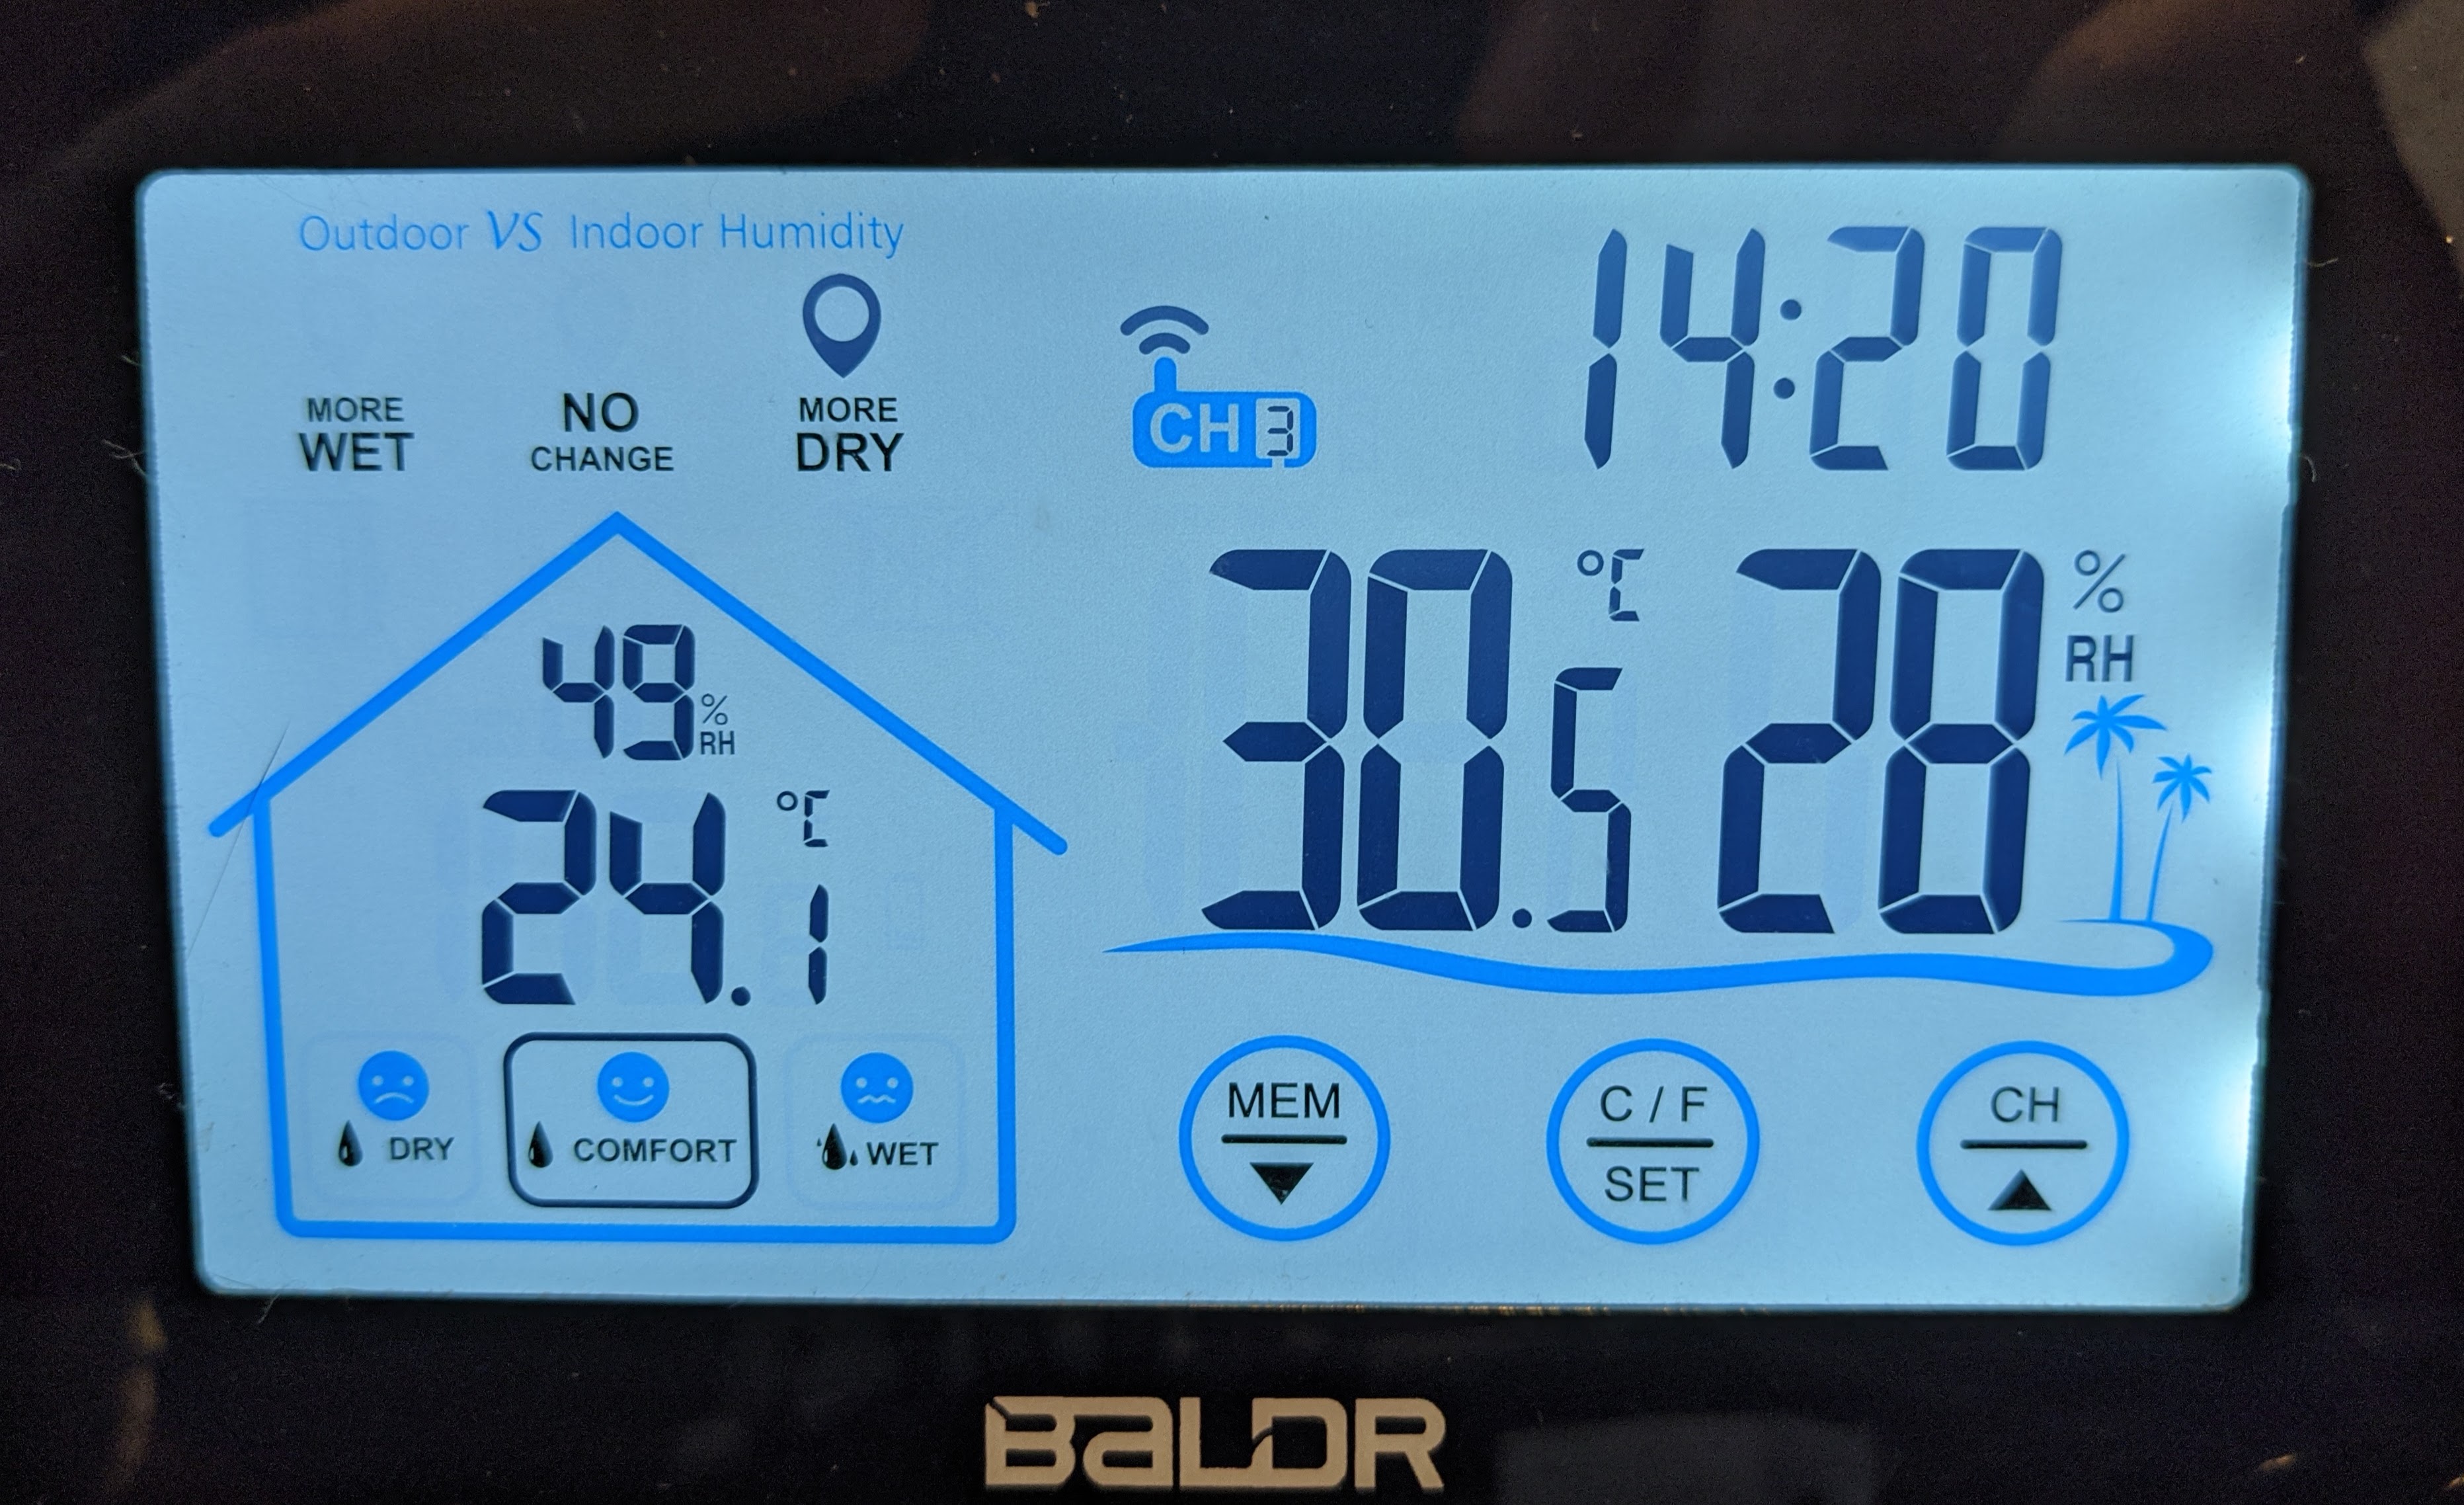 Outdoor VS Indoor Humidity
MORE WET
NO CHANGE
MORE DRY
CH 3
14:20
49 % RH
24.1 °C
30.5 °C
28 % RH
DRY
COMFORT
WET
MEM
C / F
SET
CH
BALDR